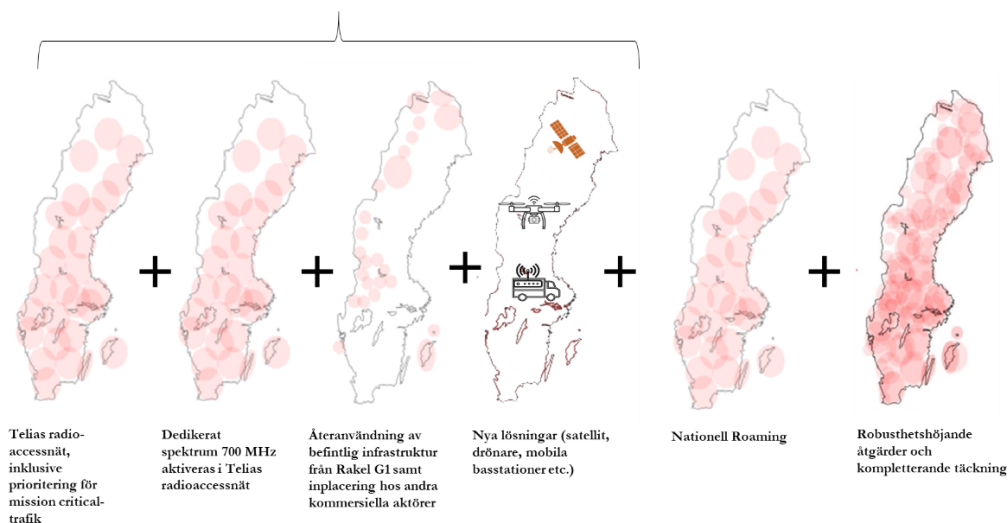 Telias radio-
accessnät,
inklusive
prioritering för
mission critical-
trafik
Dedikerat
spektrum 700 MHz
aktiveras i Telias
radioaccessnät
Återanvändning av
befintlig infrastruktur
från Rakel G1 samt
inplacering hos andra
kommersiella aktörer
Nya lösningar (satellit,
drönare, mobila
basstationer etc.)
Nationell Roaming
Robusthetshöjande
åtgärder och
kompletterande täckning